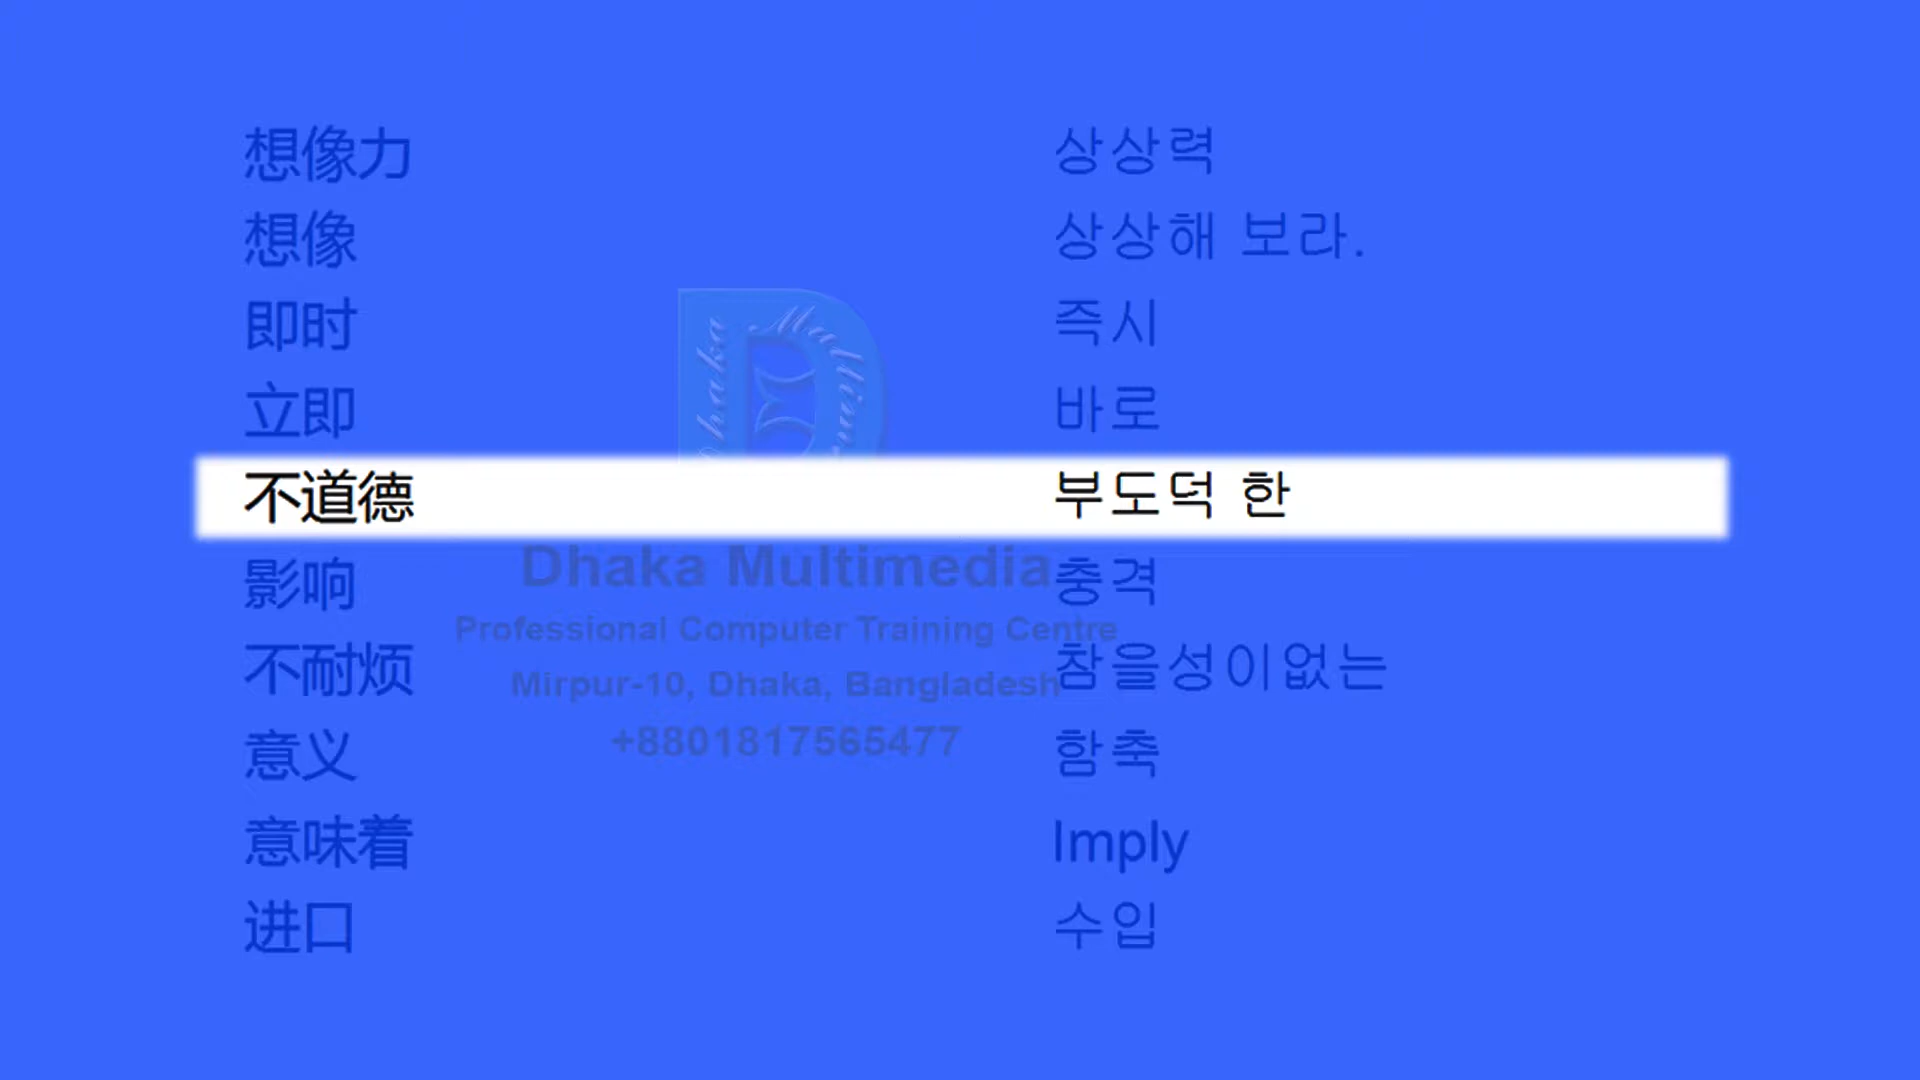 想像力 상상력
想像 상상해 보라.
即时 즉시
立即 바로
不道德 부도덕 한
影响 충격
不耐烦 참을성이없는
意义 함축
意味着 Imply
进口 수입
Dhaka Multimedia
Professional Computer Training Centre
Mirpur-10, Dhaka, Bangladesh
+8801817565477